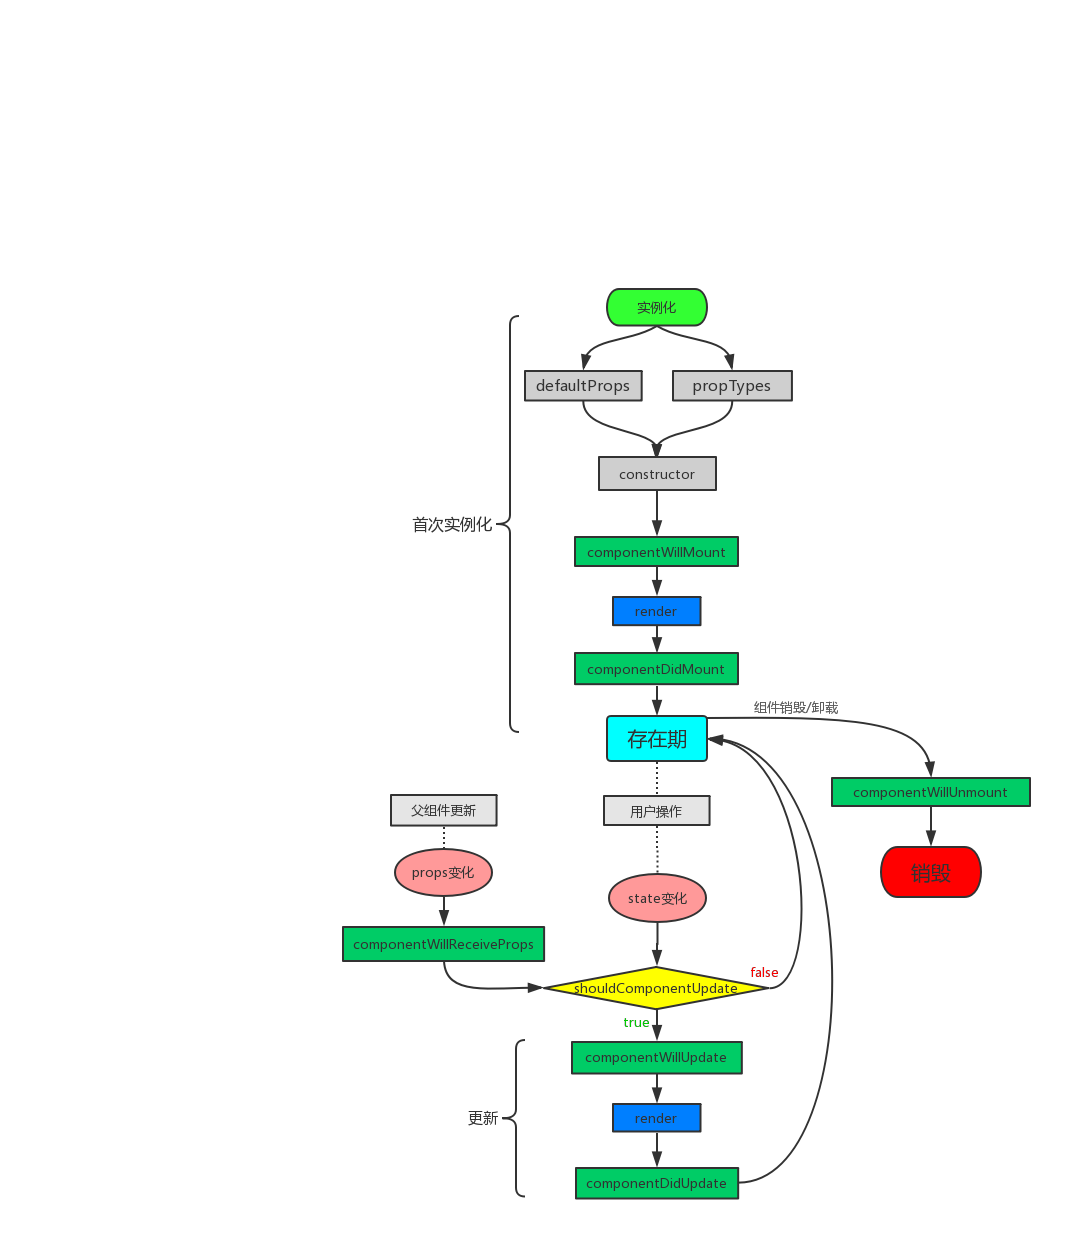 实例化
defaultProps
propTypes
constructor
首次实例化
componentWillMount
render
componentDidMount
组件销毁/卸载
存在期
componentWillUnmount
父组件更新
用户操作
props变化
销毁
state变化
componentWillReceiveProps
false
shouldComponentUpdate
true
componentWillUpdate
更新
render
componentDidUpdate